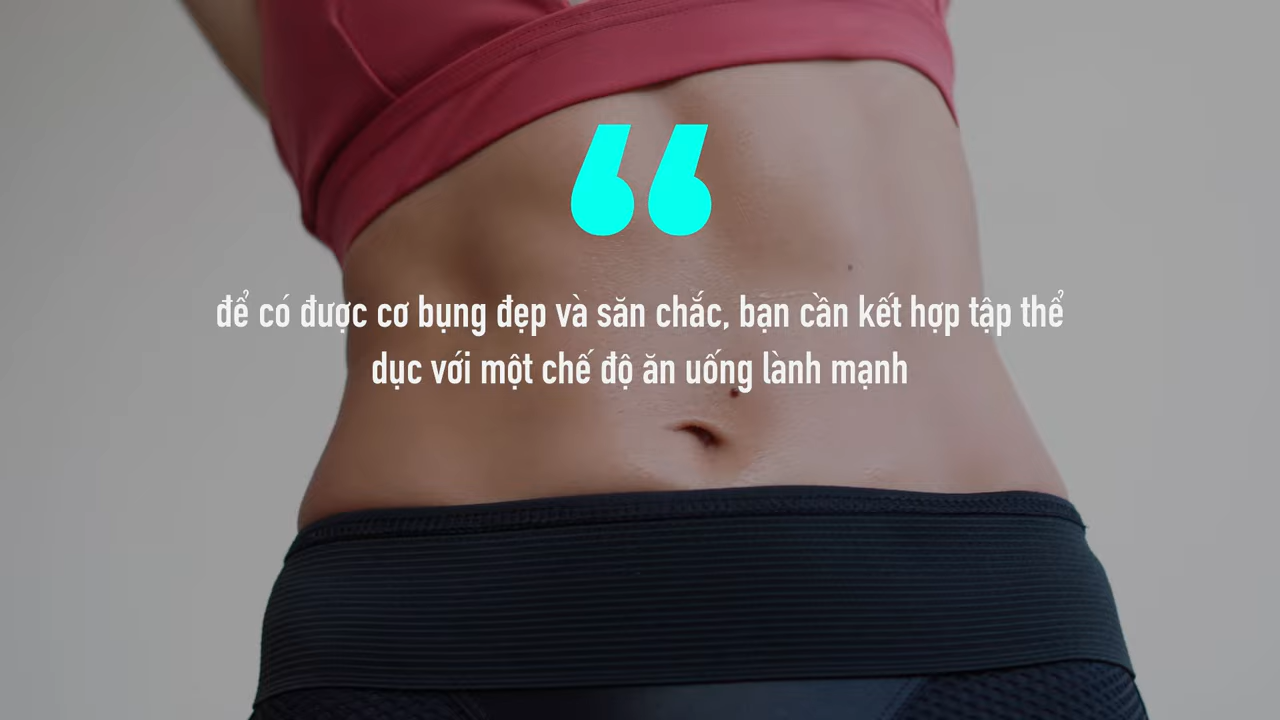 “
để có được cơ bụng đẹp và săn chắc, bạn cần kết hợp tập thể
dục với một chế độ ăn uống lành mạnh